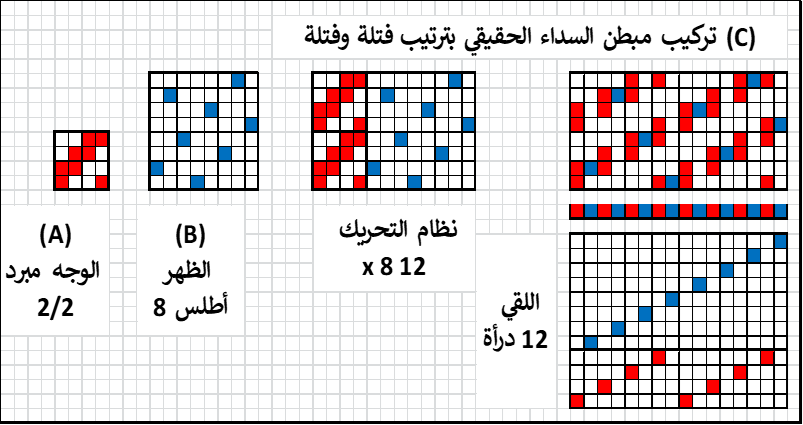 (C) تركيب مبطن السداء الحقيقي بترتيب فتلة وفتلة
(A)
الوجه مبرد
2/2
(B)
الظهر
أطلس 8
نظام التحريك
12 x 8
اللقي
12 درأة